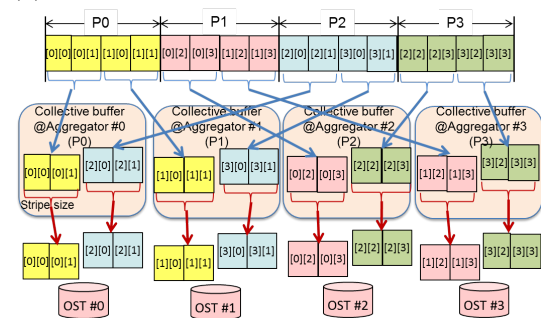 P0 P1 P2 P3
[0][0] [0][1] [1][0] [1][1] [0][2] [0][3] [1][2] [1][3] [2][0] [2][1] [3][0] [3][1] [2][2] [2][3] [3][2] [3][3]
Collective buffer @Aggregator #0 (P0)
Collective buffer @Aggregator #1 (P1)
Collective buffer @Aggregator #2 (P2)
Collective buffer @Aggregator #3 (P3)
[0][0] [0][1] [2][0] [2][1] [1][0] [1][1] [3][0] [3][1] [0][2] [0][3] [2][2] [2][3] [1][2] [1][3] [3][2] [3][3]
Stripe size
[0][0] [0][1] [2][0] [2][1] [1][0] [1][1] [3][0] [3][1] [0][2] [0][3] [2][2] [2][3] [1][2] [1][3] [3][2] [3][3]
OST #0 OST #1 OST #2 OST #3